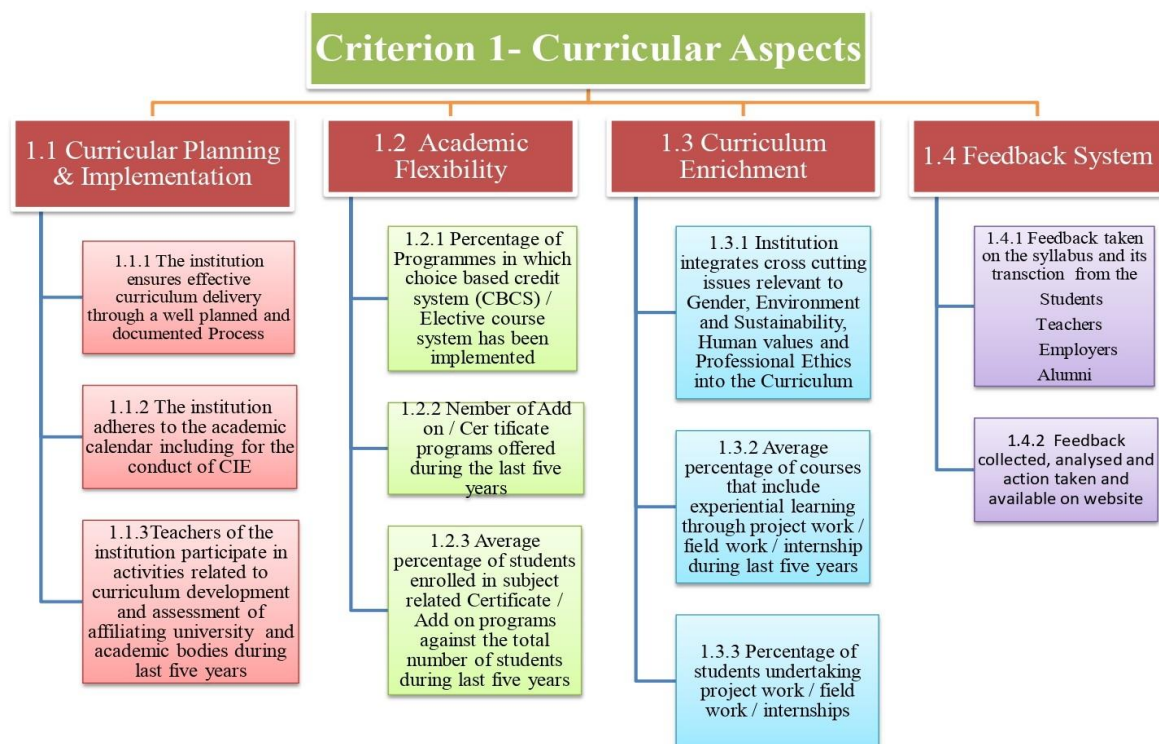 Criterion 1- Curricular Aspects
1.1 Curricular Planning
& Implementation
1.1.1 The institution
ensures effective
curriculum delivery
through a well planned
and documented Process
1.1.2 The institution
adheres to the academic
calendar including for the
conduct of CIE
1.1.3Teachers of the
institution participate in
activities related to
curriculum development
and assessment of
affiliating university and
academic bodies during
last five years
1.2 Academic
Flexibility
1.2.1 Percentage of
Programmes in which
choice based credit
system (CBCS) /
Elective course
system has been
implemented
1.2.2 Nember of Add
on / Cer tificate
programs offered
during the last five
years
1.2.3 Average
percentage of students
enrolled in subject
related Certificate /
Add on programs
against the total
number of students
during last five years
1.3 Curriculum
Enrichment
1.3.1 Institution
integrates cross cutting
issues relevant to
Gender, Environment
and Sustainability,
Human values and
Professional Ethics
into the Curriculum
1.3.2 Average
percentage of courses
that include
experiential learning
through project work /
field work / internship
during last five years
1.3.3 Percentage of
students undertaking
project work / field
work / internships
1.4 Feedback System
1.4.1 Feedback taken
on the syllabus and its
transction from the
Students
Teachers
Employers
Alumni
1.4.2 Feedback
collected, analysed and
action taken and
available on website